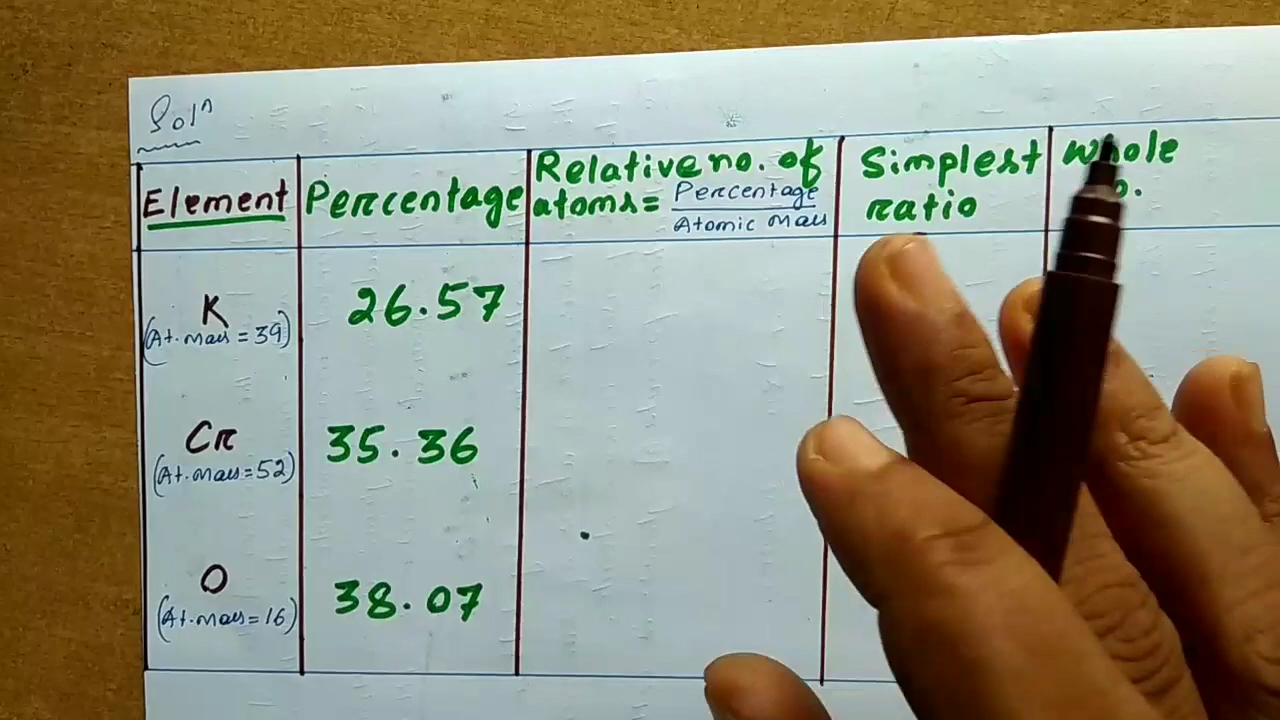 Solⁿ
Element
Percentage
Relative no. of
atoms = Percentage
Atomic Mass
Simplest
ratio
whole
K
(At. mass = 39)
26.57
Cr
(At. mass = 52)
35.36
O
(At. mass = 16)
38.07